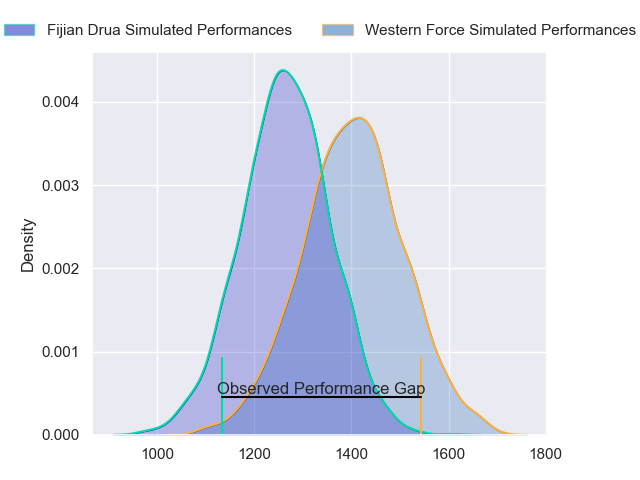 Fijian Drua Simulated Performances
Western Force Simulated Performances
0.004
0.003
0.002
0.001
0.000
Density
Observed Performance Gap
1000
1200
1400
1600
1800